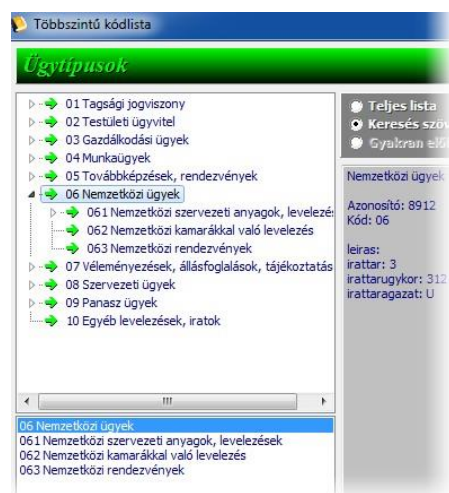 Többszintű kódlista
Ügytípusok
01 Tagsági jogviszony
02 Testületi ügyvitel
03 Gazdálkodási ügyek
04 Munkaügyek
05 Továbbképzések, rendezvények
06 Nemzetközi ügyek
061 Nemzetközi szervezeti anyagok, levelezés
062 Nemzetközi kamarákkal való levelezés
063 Nemzetközi rendezvények
07 Véleményezések, állásfoglalások, tájékoztatás
08 Szervezeti ügyek
09 Panasz ügyek
10 Egyéb levelezések, iratok
06 Nemzetközi ügyek
061 Nemzetközi szervezeti anyagok, levelezések
062 Nemzetközi kamarákkal való levelezés
063 Nemzetközi rendezvények
Teljes lista
Keresés szöv
Gyakran elő
Nemzetközi ügyek
Azonosító: 8912
Kód: 06
leiras:
irattar: 3
irattarugykor: 312
irattaragazat: U